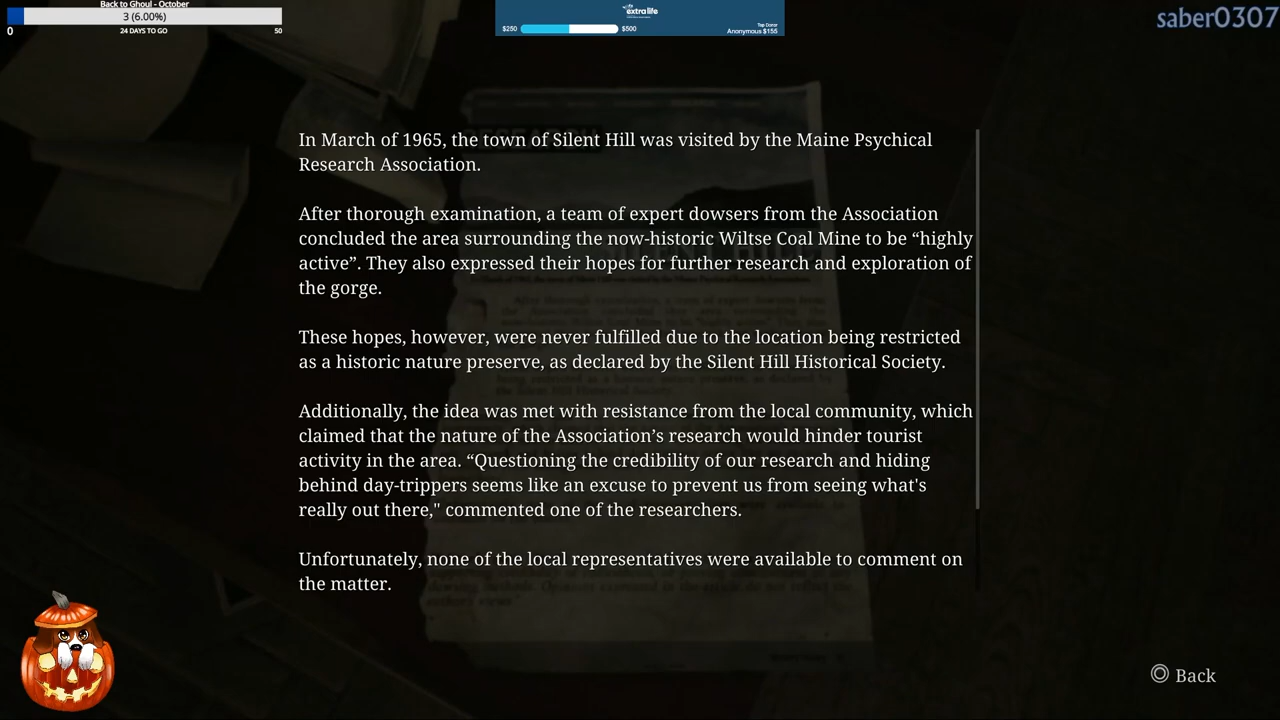 Back to Ghoul - October
3 (6.00%)
0
24 DAYS TO GO
50
extra life
$250
$500
Top Donor
Anonymous $155
saber0307
In March of 1965, the town of Silent Hill was visited by the Maine Psychical
Research Association.
After thorough examination, a team of expert dowsers from the Association
concluded the area surrounding the now-historic Wiltse Coal Mine to be “highly
active”. They also expressed their hopes for further research and exploration of
the gorge.
These hopes, however, were never fulfilled due to the location being restricted
as a historic nature preserve, as declared by the Silent Hill Historical Society.
Additionally, the idea was met with resistance from the local community, which
claimed that the nature of the Association’s research would hinder tourist
activity in the area. “Questioning the credibility of our research and hiding
behind day-trippers seems like an excuse to prevent us from seeing what's
really out there," commented one of the researchers.
Unfortunately, none of the local representatives were available to comment on
the matter.
Back